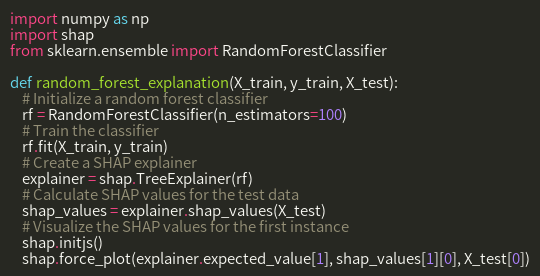 import numpy as np
import shap
from sklearn.ensemble import RandomForestClassifier

def random_forest_explanation(X_train, y_train, X_test):
    # Initialize a random forest classifier
    rf = RandomForestClassifier(n_estimators=100)
    # Train the classifier
    rf.fit(X_train, y_train)
    # Create a SHAP explainer
    explainer = shap.TreeExplainer(rf)
    # Calculate SHAP values for the test data
    shap_values = explainer.shap_values(X_test)
    # Visualize the SHAP values for the first instance
    shap.initjs()
    shap.force_plot(explainer.expected_value[1], shap_values[1][0], X_test[0])